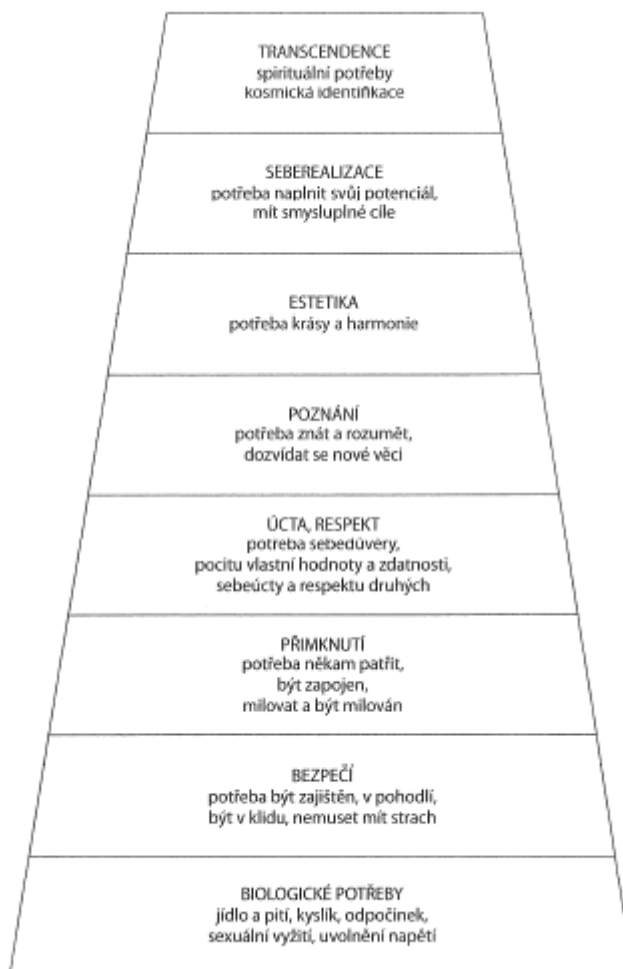 TRANSCENDENCE
spirituální potřeby
kosmická identifikace
SEBEREALIZACE
potřeba naplnit svůj potenciál,
mít smysluplné cíle
ESTETIKA
potřeba krásy a harmonie
POZNÁNÍ
potřeba znát a rozumět,
dozvídat se nové věci
ÚCTA, RESPEKT
potreba sebedůvery,
pocitu vlastní hodnoty a zdatnosti,
sebeúcty a respektu druhých
PŘIMKNUTÍ
potřeba někam patřit,
být zapojen,
milovat a být milován
BEZPEČÍ
potřeba být zajištěn, v pohodlí,
být v klidu, nemuset mít strach
BIOLOGICKÉ POTŘEBY
jídlo a pití, kyslík, odpočinek,
sexuální vyžití, uvolnění napětí